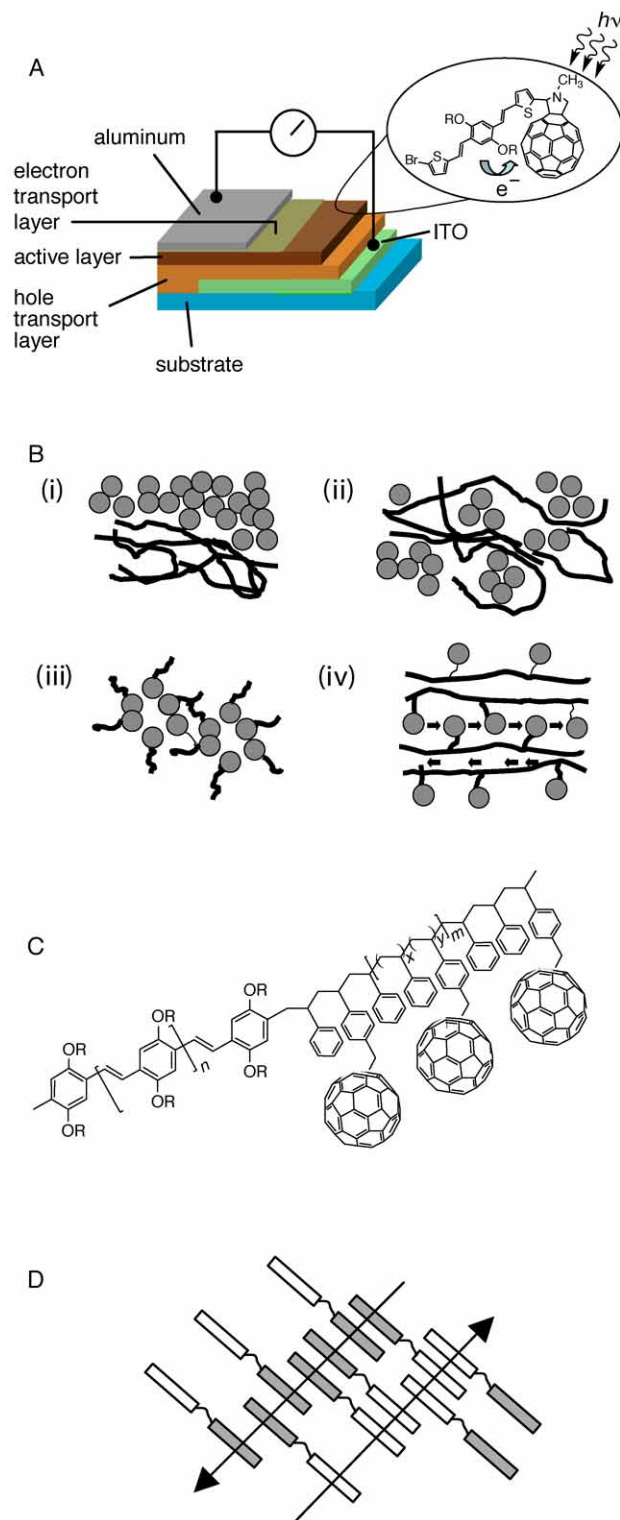 A
hν
aluminum
electron
transport
layer
active layer
hole
transport
layer
substrate
ITO
CH3
N
S
RO
OR
Br
S
e−
B
(i)
(ii)
(iii)
(iv)
C
OR
OR
OR
OR
OR
OR
n
x
y
m
D